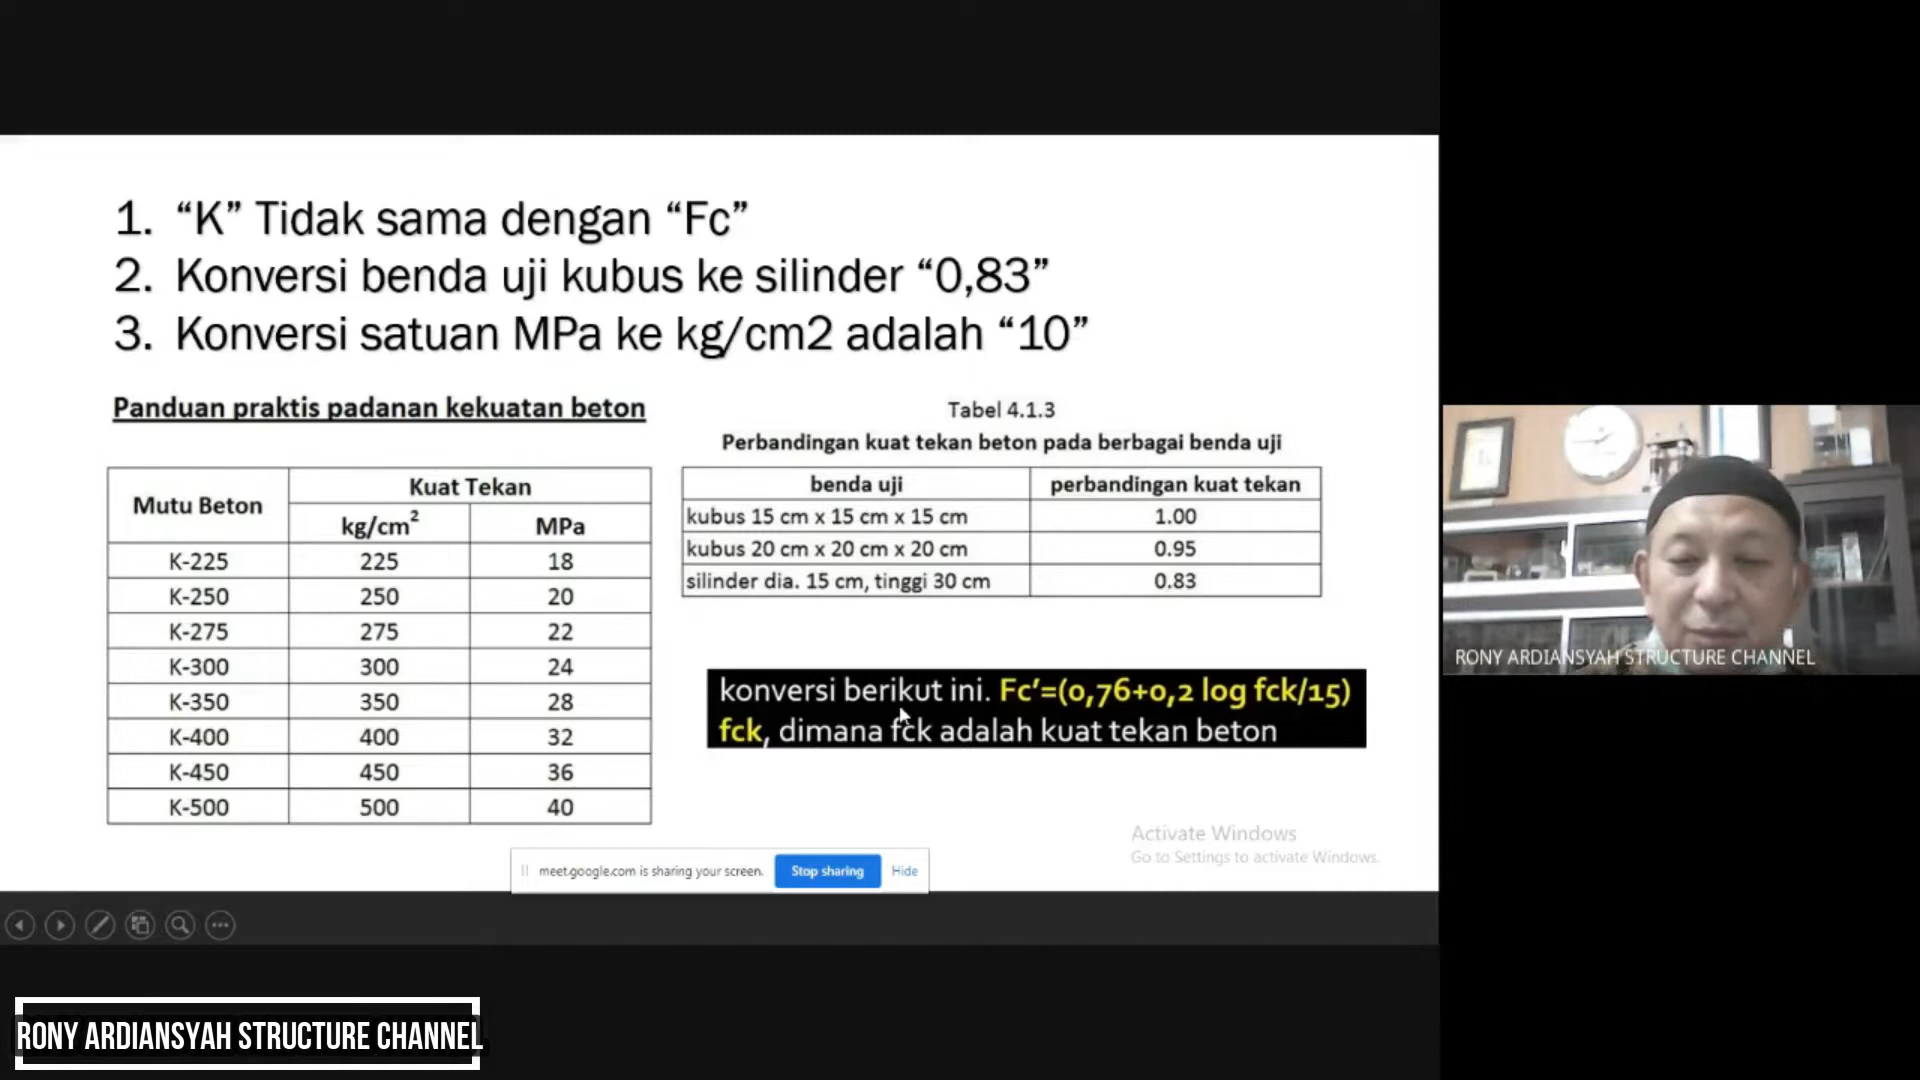 1. “K” Tidak sama dengan “Fc”
2. Konversi benda uji kubus ke silinder “0,83”
3. Konversi satuan MPa ke kg/cm2 adalah “10”
Panduan praktis padanan kekuatan beton
Mutu Beton Kuat Tekan
kg/cm² MPa
K-225 225 18
K-250 250 20
K-275 275 22
K-300 300 24
K-350 350 28
K-400 400 32
K-450 450 36
K-500 500 40
Tabel 4.1.3
Perbandingan kuat tekan beton pada berbagai benda uji
benda uji perbandingan kuat tekan
kubus 15 cm x 15 cm x 15 cm 1.00
kubus 20 cm x 20 cm x 20 cm 0.95
silinder dia. 15 cm, tinggi 30 cm 0.83
konversi berikut ini. Fc’=(0,76+0,2 log fck/15)
fck, dimana fck adalah kuat tekan beton
Activate Windows
Go to Settings to activate Windows.
meet.google.com is sharing your screen. Stop sharing Hide
RONY ARDIANSYAH STRUCTURE CHANNEL
RONY ARDIANSYAH STRUCTURE CHANNEL